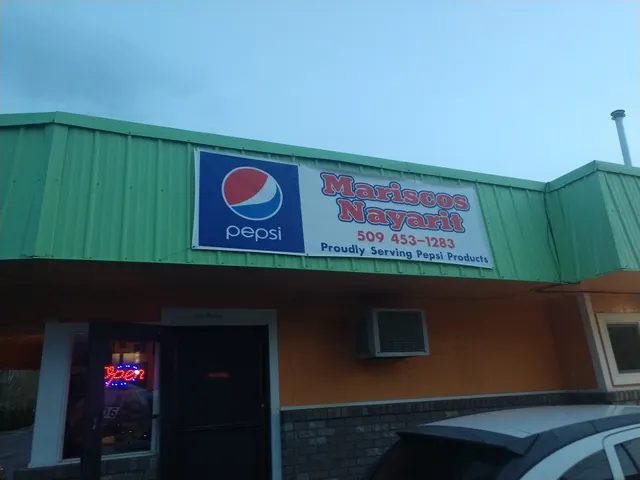 pepsi
Mariscos
Nayarit
509 453-1283
Proudly Serving Pepsi Products
Open